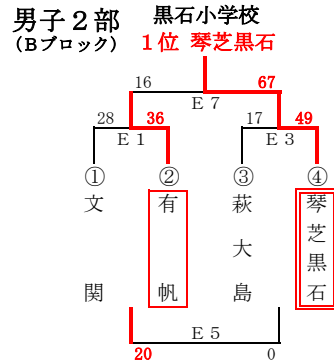 男子２部 黒石小学校
(Ｂブロック) １位 琴芝黒石
16 67
Ｅ７
28 36 17 49
Ｅ１ Ｅ３
① ② ③ ④
文関
有帆
萩大島
琴芝黒石
Ｅ５
20 0